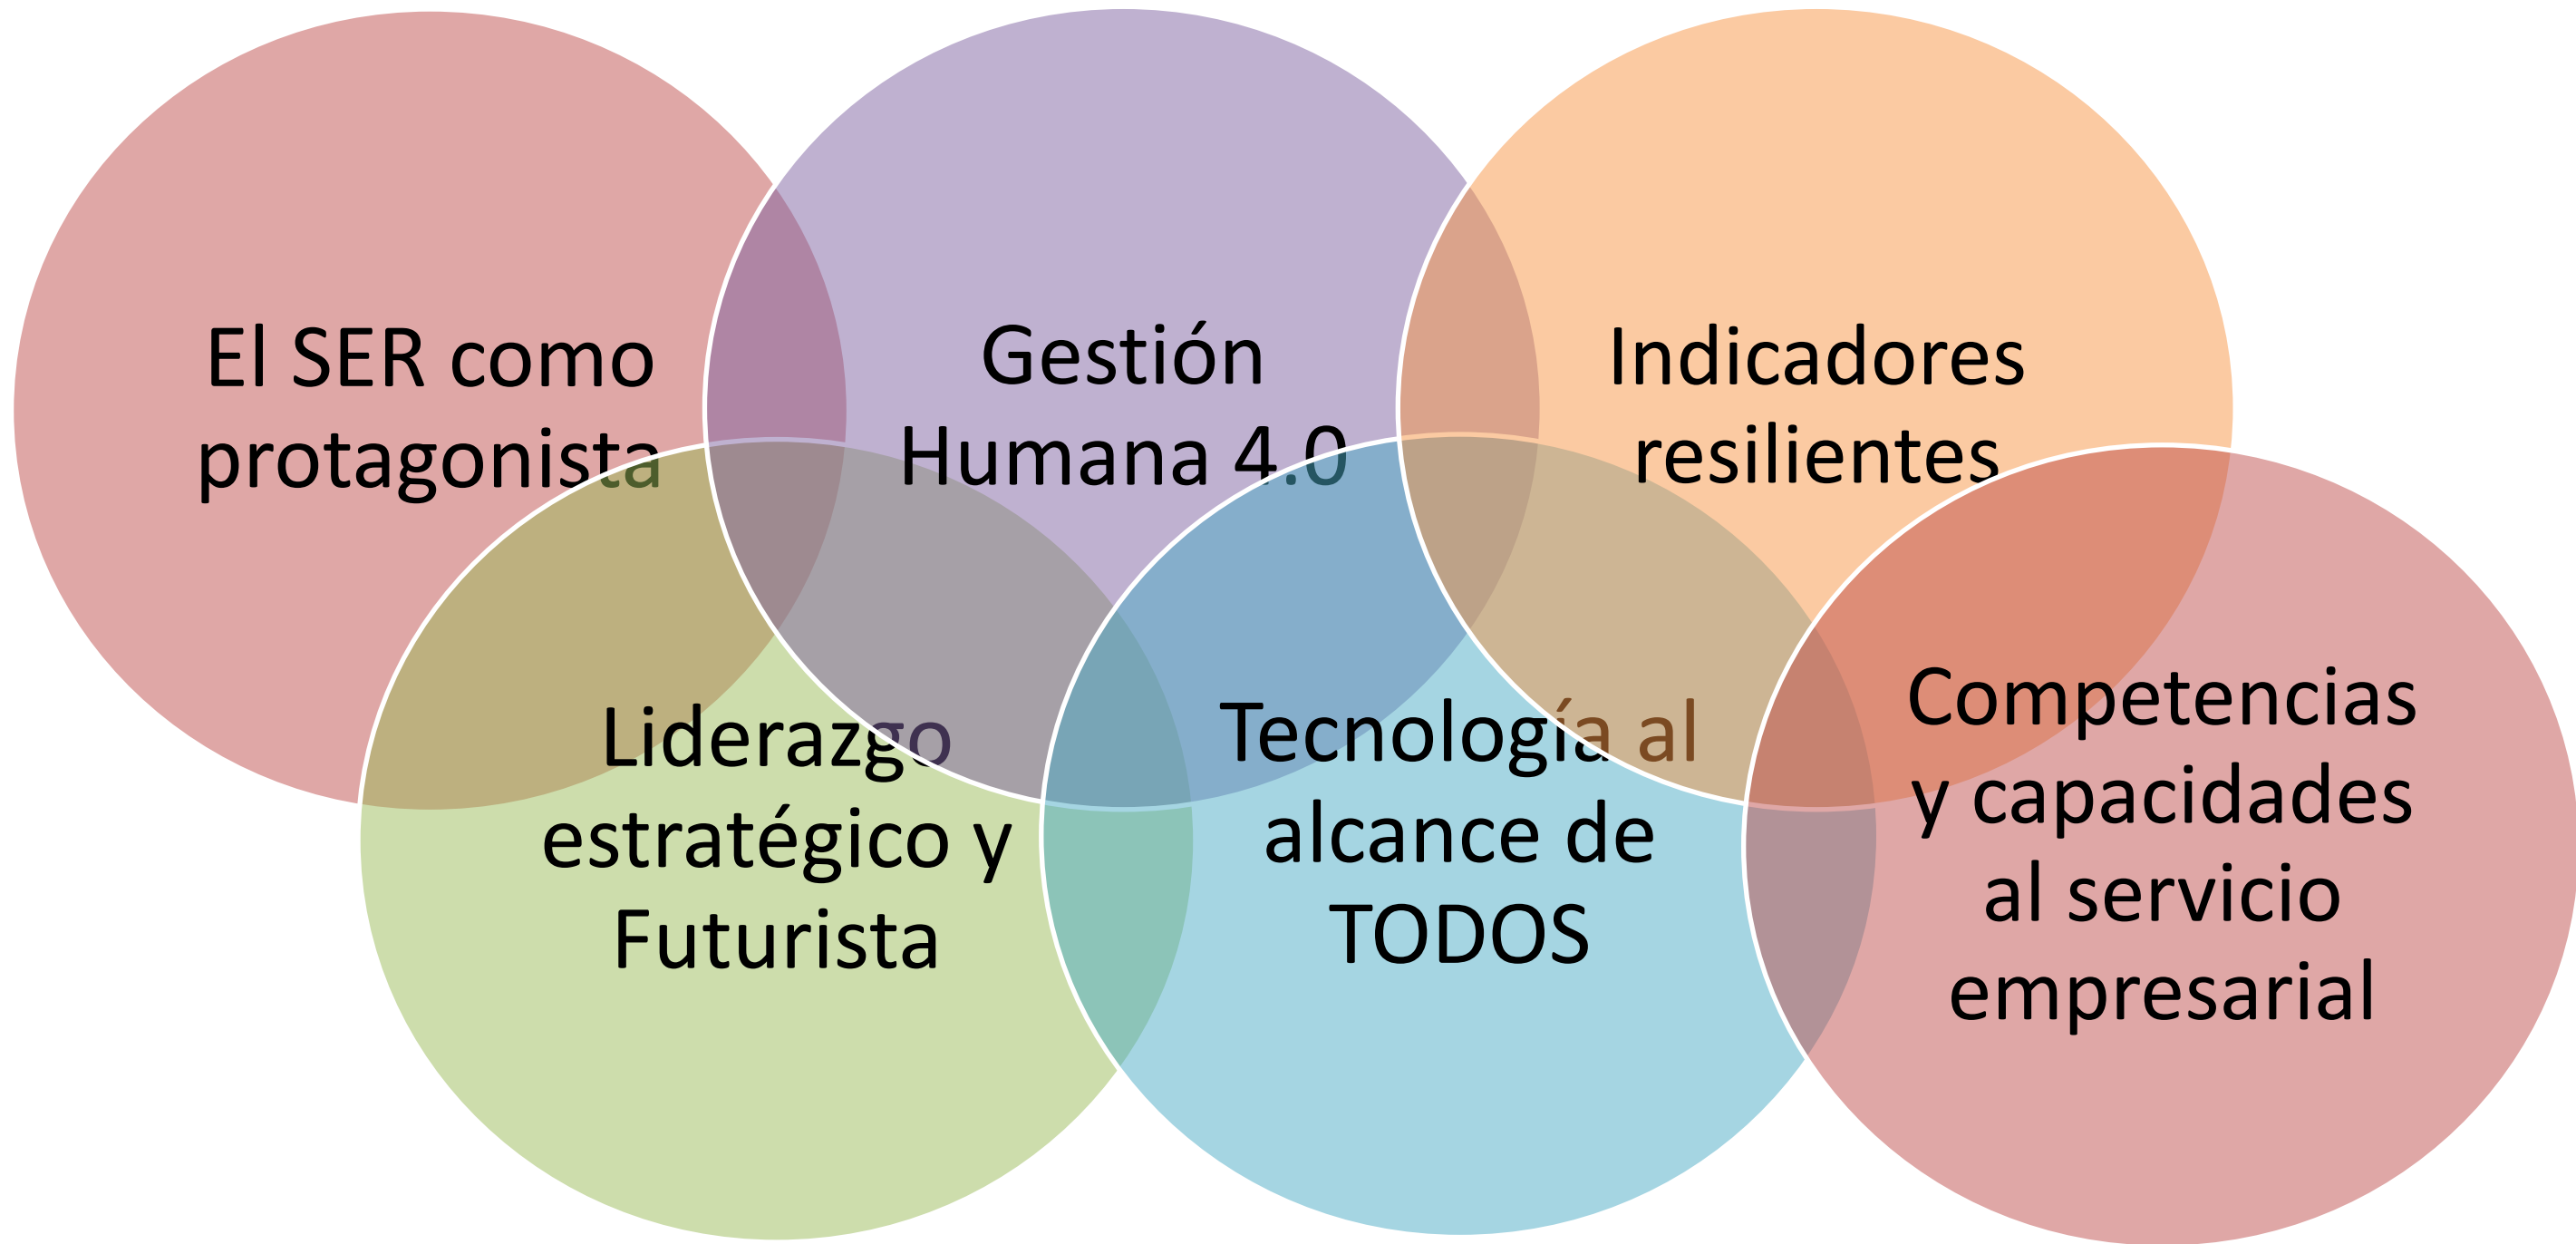 El SER como
protagonista
Gestión
Humana 4.0
Indicadores
resilientes
Liderazgo
estratégico y
Futurista
Tecnología al
alcance de
TODOS
Competencias
y capacidades
al servicio
empresarial